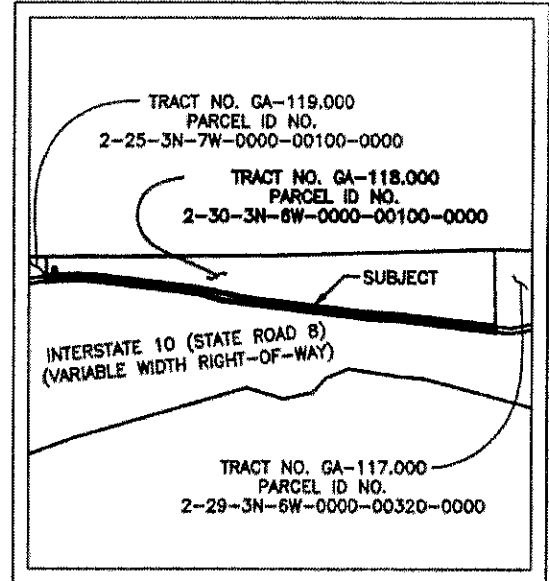 TRACT NO. GA-119.000
PARCEL ID NO.
2-25-3N-7W-0000-00100-0000
TRACT NO. GA-118.000
PARCEL ID NO.
2-30-3N-6W-0000-00100-0000
SUBJECT
INTERSTATE 10 (STATE ROAD 8)
(VARIABLE WIDTH RIGHT-OF-WAY)
TRACT NO. GA-117.000
PARCEL ID NO.
2-29-3N-6W-0000-00320-0000